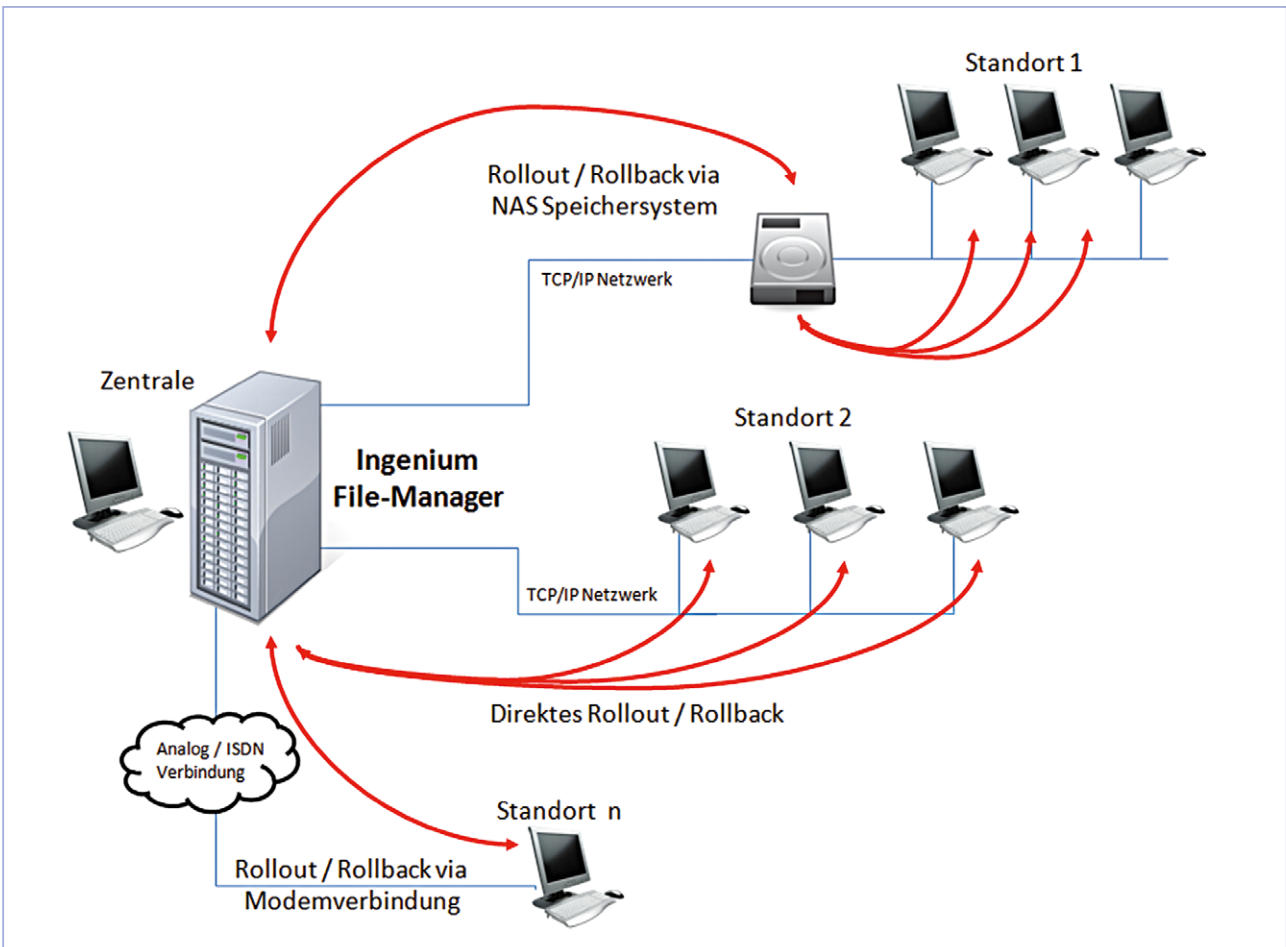 Standort 1
Rollout / Rollback via
NAS Speichersystem
TCP/IP Netzwerk
Zentrale
Ingenium
File-Manager
Standort 2
TCP/IP Netzwerk
Direktes Rollout / Rollback
Analog / ISDN
Verbindung
Standort n
Rollout / Rollback via
Modemverbindung